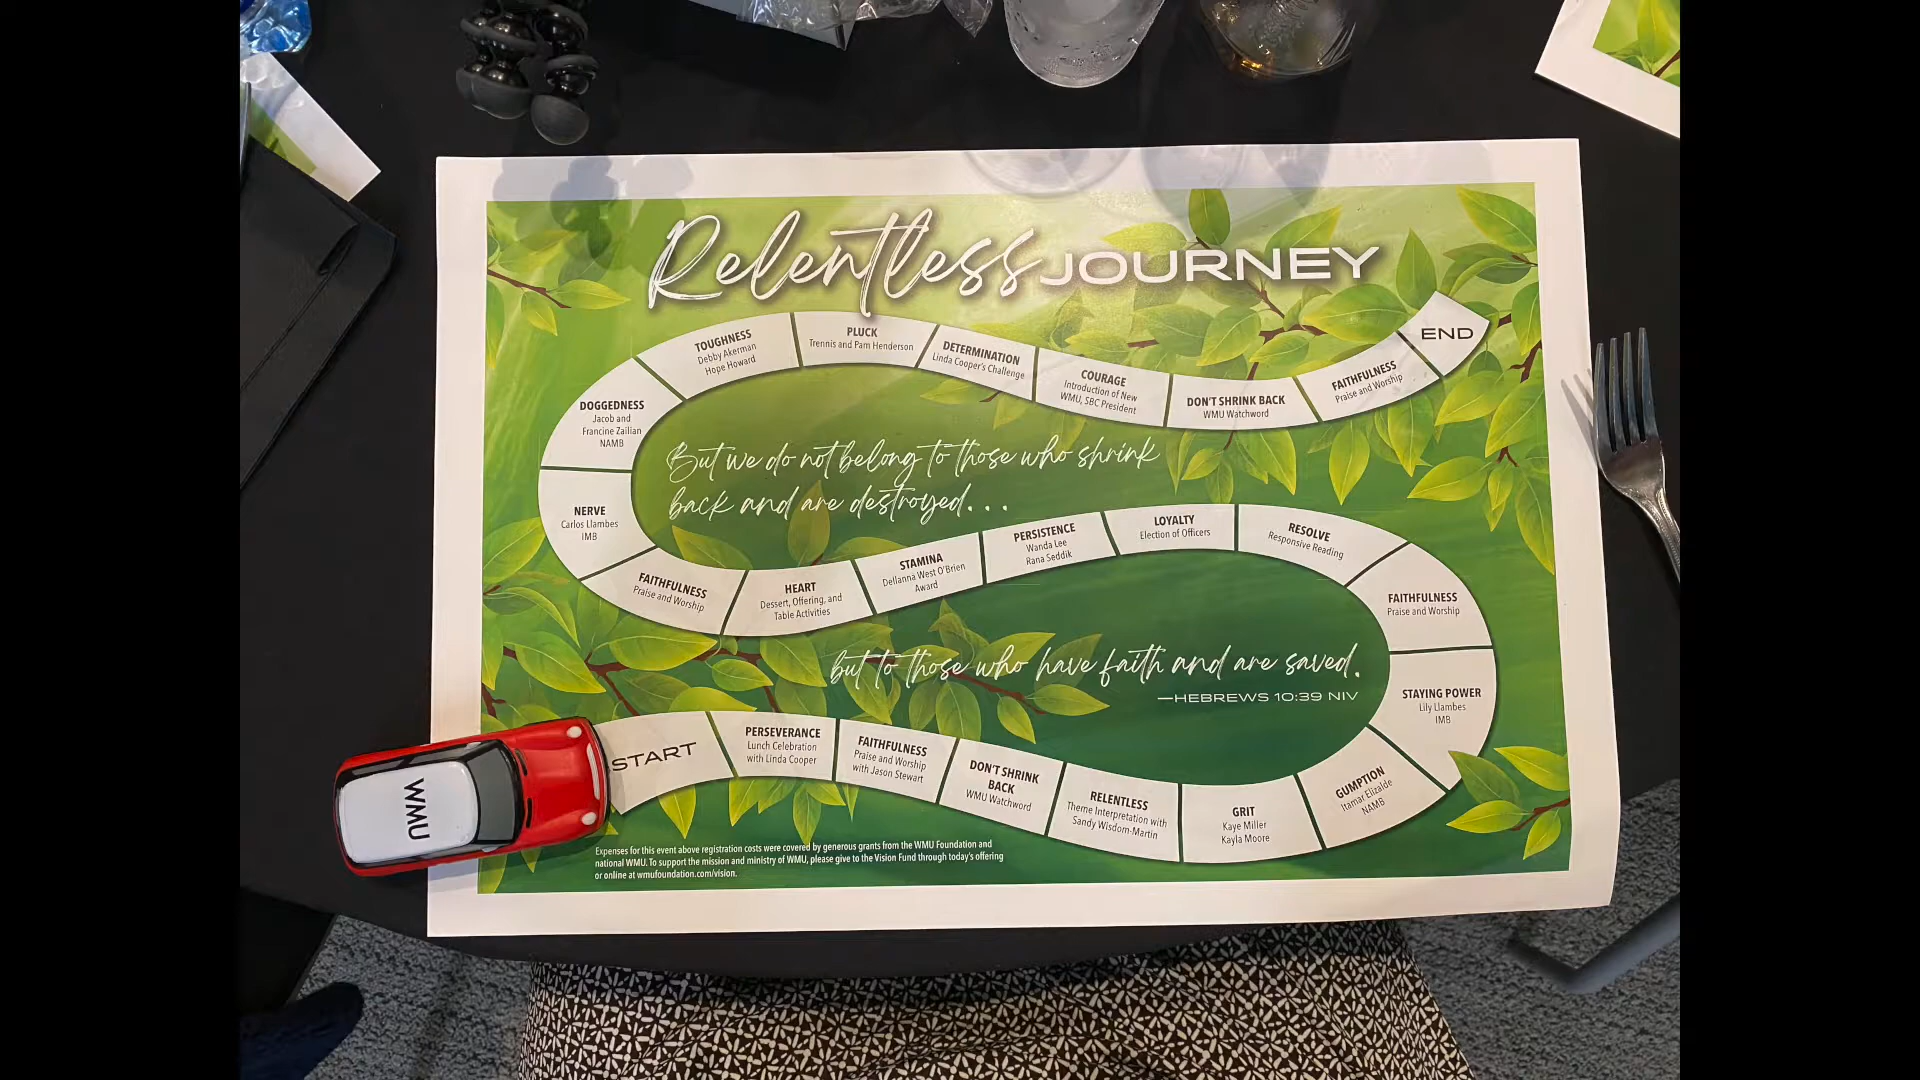 Relentless JOURNEY
START
PERSEVERANCE
Lunch Celebration
with Linda Cooper
FAITHFULNESS
Praise and Worship
with Jason Stewart
DON'T SHRINK
BACK
WMU Watchword
RELENTLESS
Theme Interpretation with
Sandy Wisdom-Martin
GRIT
Kaye Miller
Kayla Moore
GUMPTION
Itamar Elizalde
NAMB
STAYING POWER
Lily Llambes
IMB
FAITHFULNESS
Praise and Worship
RESOLVE
Responsive Reading
LOYALTY
Election of Officers
PERSISTENCE
Wanda Lee
Rana Seddik
STAMINA
Dellanna West O'Brien
Award
HEART
Dessert, Offering, and
Table Activities
FAITHFULNESS
Praise and Worship
NERVE
Carlos Llambes
IMB
DOGGEDNESS
Jacob and
Francine Zailian
NAMB
TOUGHNESS
Debby Akerman
Hope Howard
PLUCK
Trennis and Pam Henderson
DETERMINATION
Linda Cooper's Challenge
COURAGE
Introduction of New
WMU, SBC President
DON'T SHRINK BACK
WMU Watchword
FAITHFULNESS
Praise and Worship
END
But we do not belong to those who shrink
back and are destroyed...
but to those who have faith and are saved.
—HEBREWS 10:39 NIV
WMU
Expenses for this event above registration costs were covered by generous grants from the WMU Foundation and
national WMU. To support the mission and ministry of WMU, please give to the Vision Fund through today's offering
or online at wmufoundation.com/vision.